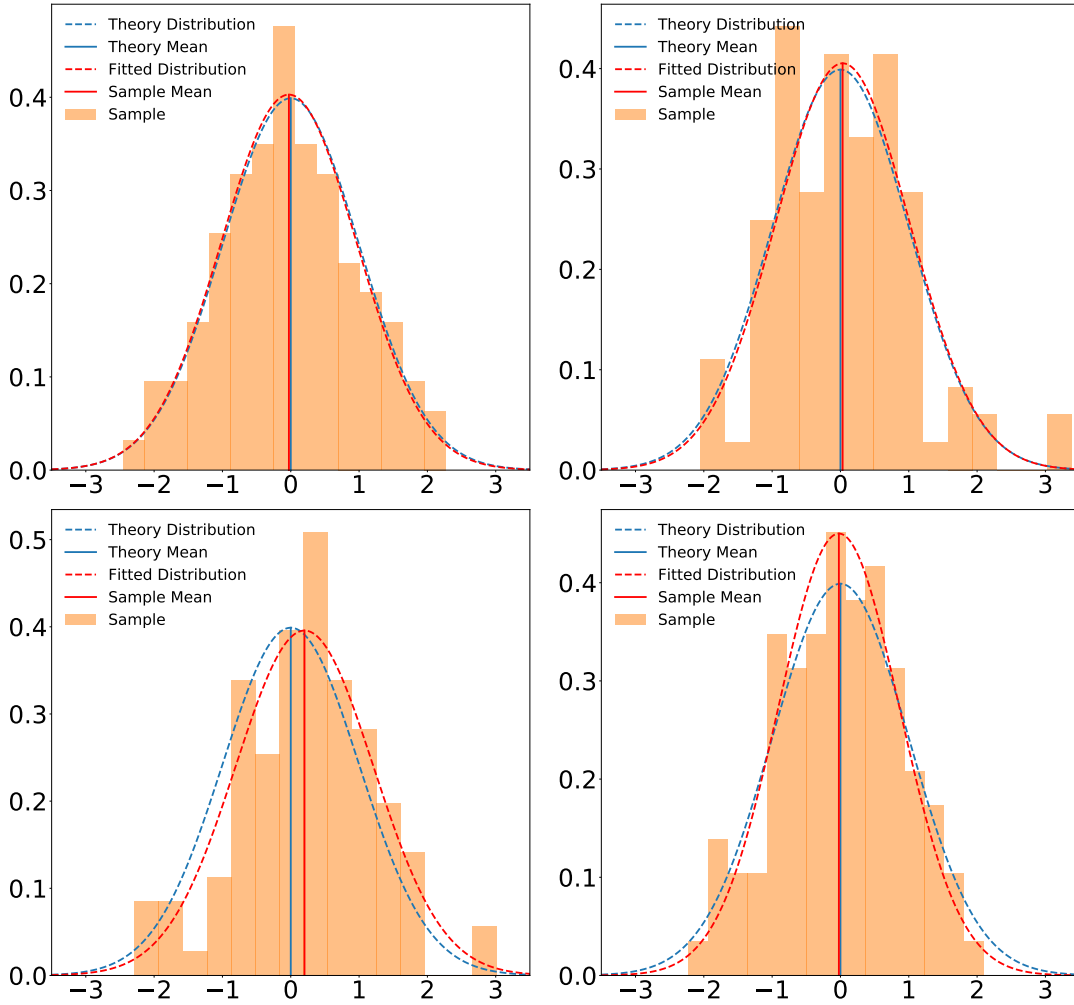 Theory Distribution
Theory Mean
Fitted Distribution
Sample Mean
Sample
0.4
0.3
0.2
0.1
0.0
−3 −2 −1 0 1 2 3
Theory Distribution
Theory Mean
Fitted Distribution
Sample Mean
Sample
0.4
0.3
0.2
0.1
0.0
−3 −2 −1 0 1 2 3
Theory Distribution
Theory Mean
Fitted Distribution
Sample Mean
Sample
0.5
0.4
0.3
0.2
0.1
0.0
−3 −2 −1 0 1 2 3
Theory Distribution
Theory Mean
Fitted Distribution
Sample Mean
Sample
0.4
0.3
0.2
0.1
0.0
−3 −2 −1 0 1 2 3